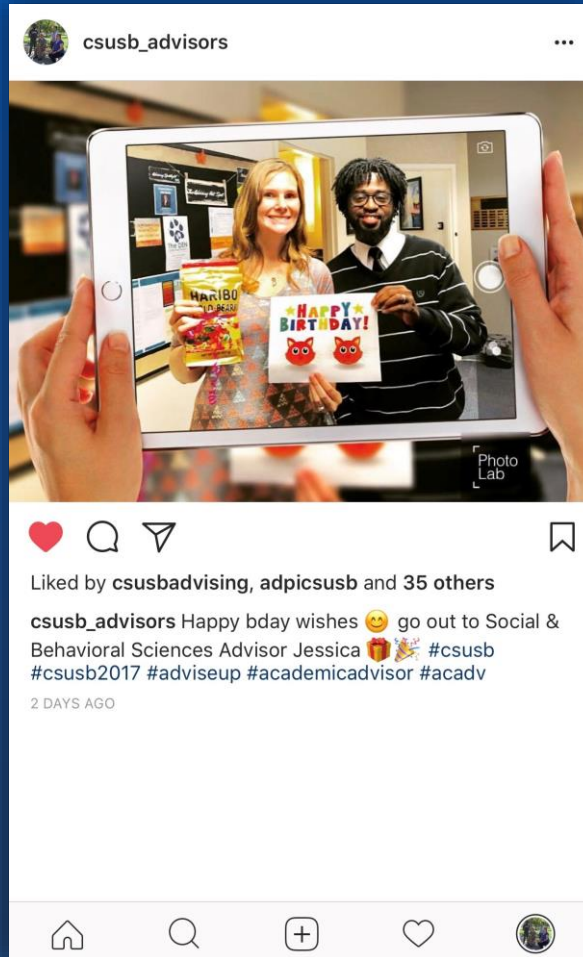 csusb_advisors
HARIBO
HAPPY
BIRTHDAY!
Photo
Lab
Liked by csusbadvising, adpicsusb and 35 others
csusb_advisors Happy bday wishes 😊 go out to Social &
Behavioral Sciences Advisor Jessica 🎁🎉 #csusb
#csusb2017 #adviseup #academicadvisor #acadv
2 DAYS AGO